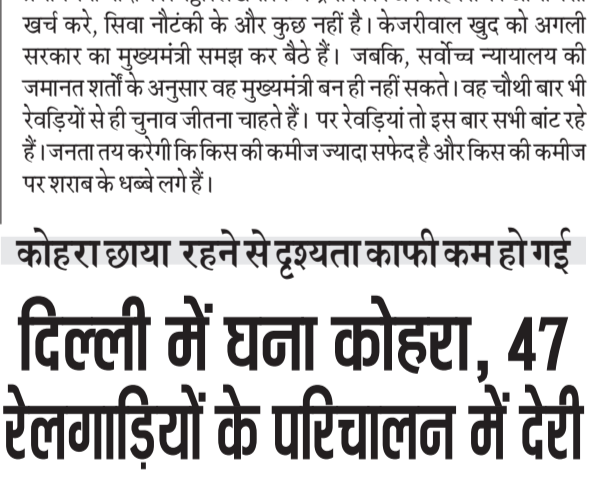 खर्च करे, सिवा नौटंकी के और कुछ नहीं है। केजरीवाल खुद को अगली
सरकार का मुख्यमंत्री समझ कर बैठे हैं। जबकि, सर्वोच्च न्यायालय की
जमानत शर्तों के अनुसार वह मुख्यमंत्री बन ही नहीं सकते। वह चौथी बार भी
रेवड़ियों से ही चुनाव जीतना चाहते हैं। पर रेवड़ियां तो इस बार सभी बांट रहे
हैं। जनता तय करेगी कि किस की कमीज ज्यादा सफेद है और किस की कमीज
पर शराब के धब्बे लगे हैं।
कोहरा छाया रहने से दृश्यता काफी कम हो गई
दिल्ली में घना कोहरा, 47
रेलगाड़ियों के परिचालन में देरी